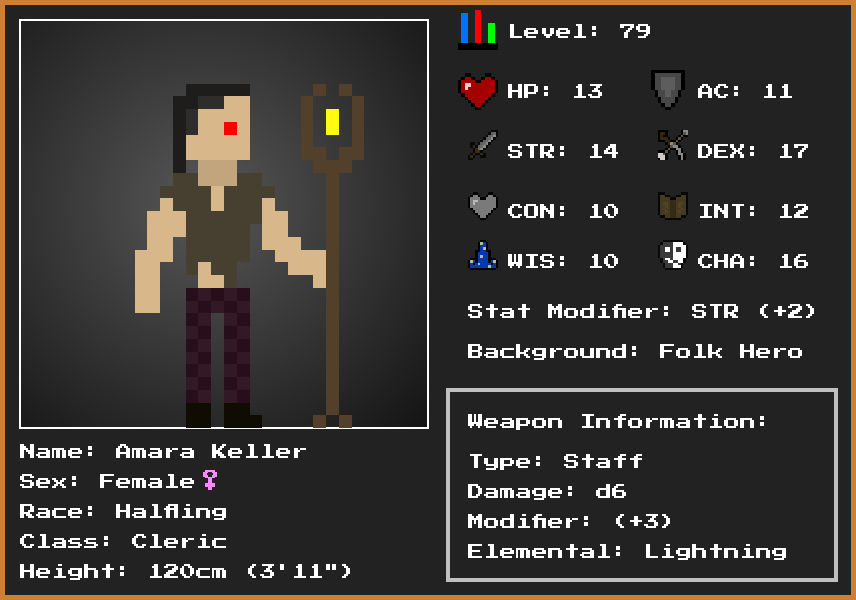 Level: 79
HP: 13
AC: 11
STR: 14
DEX: 17
CON: 10
INT: 12
WIS: 10
CHA: 16
Stat Modifier: STR (+2)
Background: Folk Hero
Weapon Information:
Type: Staff
Damage: d6
Modifier: (+3)
Elemental: Lightning
Name: Amara Keller
Sex: Female♀
Race: Halfling
Class: Cleric
Height: 120cm (3'11")